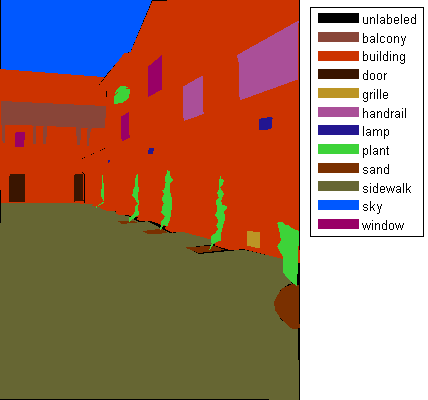 unlabeled
balcony
building
door
grille
handrail
lamp
plant
sand
sidewalk
sky
window